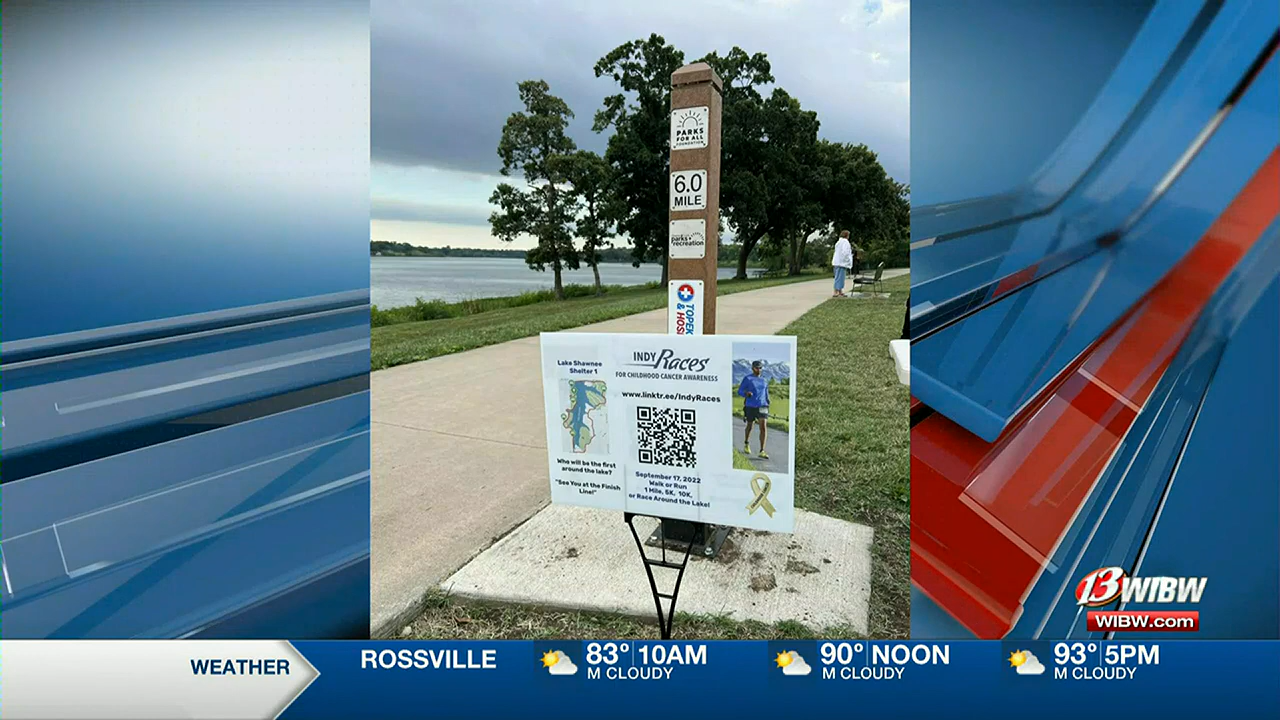 PARKS
FOR ALL
FOUNDATION
6.0
MILE
parks+
recreation
TOPEK
& HOS
Lake Shawnee
Shelter 1
INDY Races
FOR CHILDHOOD CANCER AWARENESS
www.linktr.ee/IndyRaces
Who will be the first
around the lake?
"See You at the Finish
Line!"
September 17, 2022
Walk or Run
1 Mile, 5K, 10K,
or Race Around the Lake!
13 WIBW
WIBW.com
WEATHER
ROSSVILLE
83° 10AM
M CLOUDY
90° NOON
M CLOUDY
93° 5PM
M CLOUDY